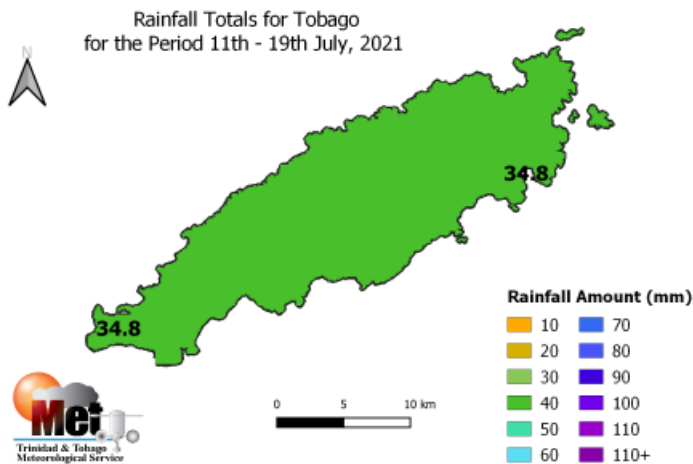 Rainfall Totals for Tobago
for the Period 11th - 19th July, 2021
N
34.8
34.8
Rainfall Amount (mm)
10 70
20 80
30 90
40 100
50 110
60 110+
0 5 10 km
Met
Trinidad & Tobago
Meteorological Service